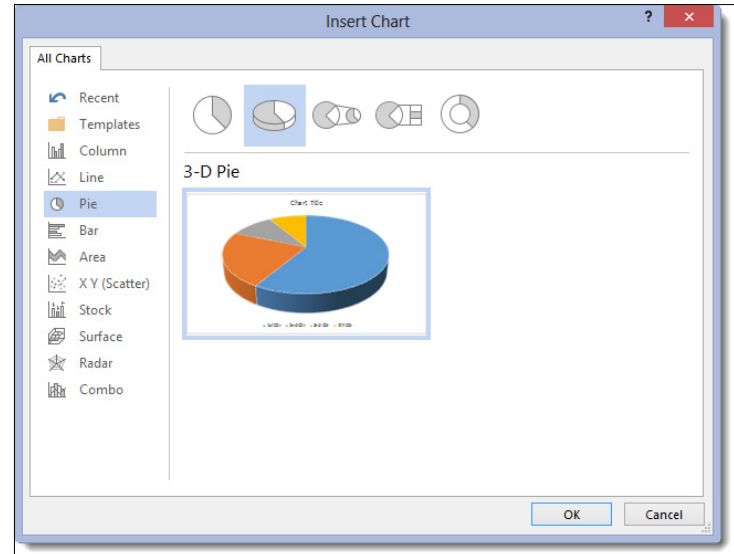 Insert Chart
?
All Charts
Recent
Templates
Column
Line
Pie
Bar
Area
X Y (Scatter)
Stock
Surface
Radar
Combo
3-D Pie
Chart Title
OK
Cancel